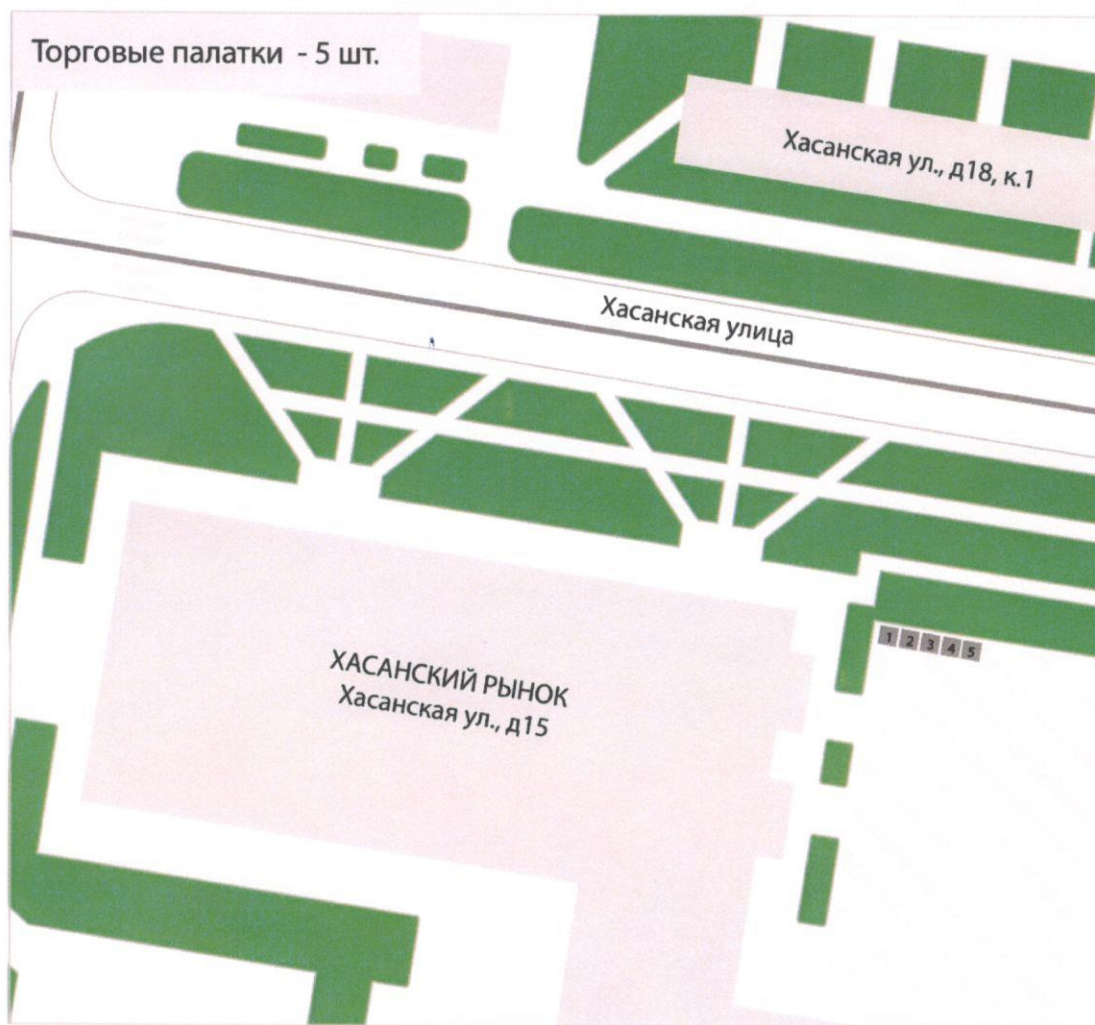 Торговые палатки - 5 шт.
Хасанская ул., д18, к.1
Хасанская улица
1 2 3 4 5
ХАСАНСКИЙ РЫНОК
Хасанская ул., д15